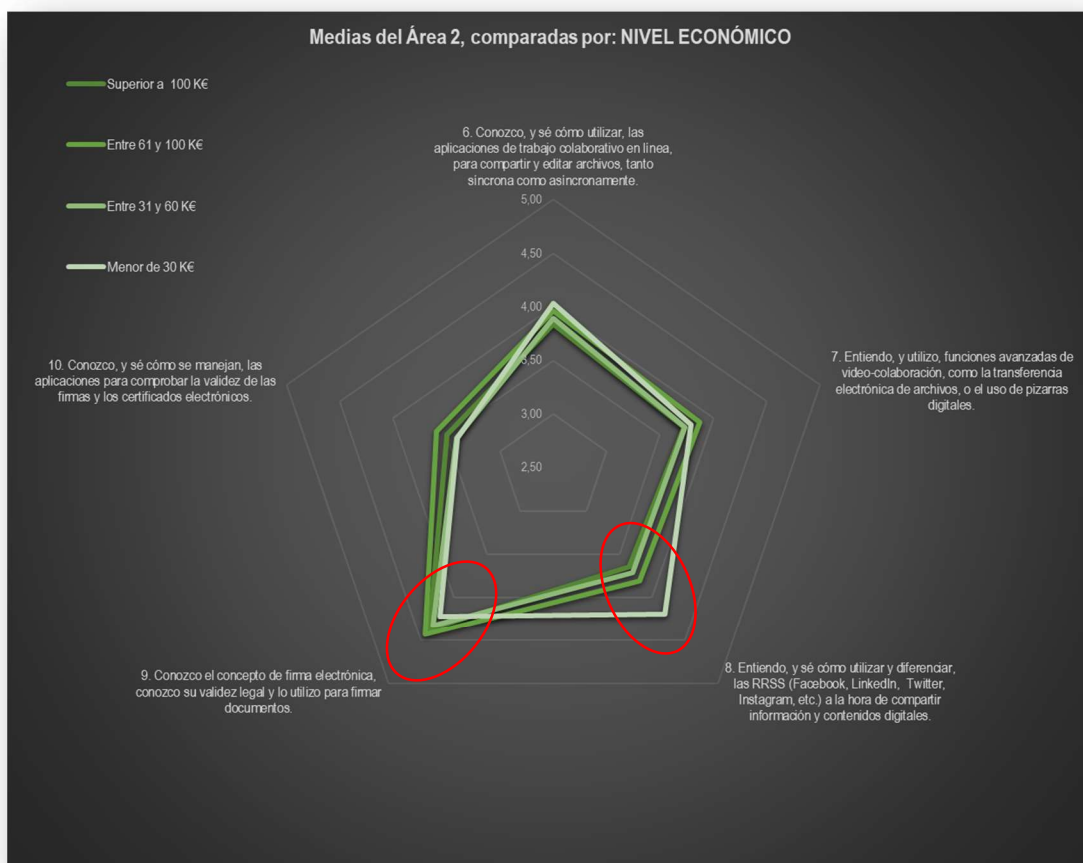 Medias del Área 2, comparadas por: NIVEL ECONÓMICO
Superior a 100 K€
Entre 61 y 100 K€
Entre 31 y 60 K€
Menor de 30 K€
6. Conozco, y sé cómo utilizar, las
aplicaciones de trabajo colaborativo en línea,
para compartir y editar archivos, tanto
síncrona como asíncronamente.
5,00
4,50
4,00
3,50
3,00
2,50
7. Entiendo, y utilizo, funciones avanzadas de
video-colaboración, como la transferencia
electrónica de archivos, o el uso de pizarras
digitales.
10. Conozco, y sé cómo se manejan, las
aplicaciones para comprobar la validez de las
firmas y los certificados electrónicos.
9. Conozco el concepto de firma electrónica,
conozco su validez legal y lo utilizo para firmar
documentos.
8. Entiendo, y sé cómo utilizar y diferenciar,
las RRSS (Facebook, LinkedIn, Twitter,
Instagram, etc.) a la hora de compartir
información y contenidos digitales.